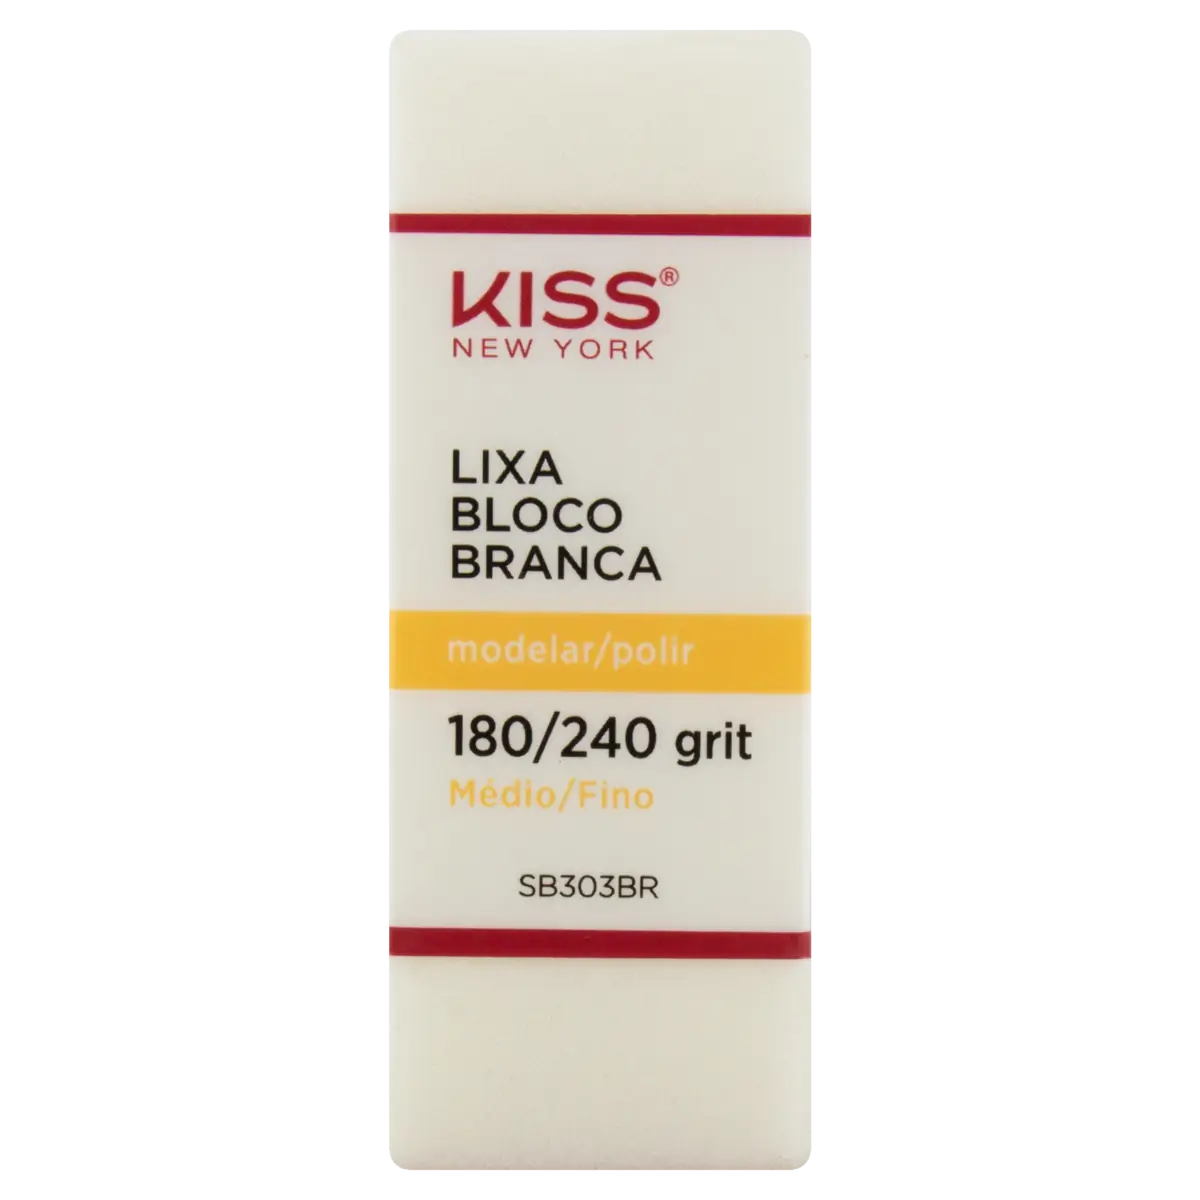 KISS®
NEW YORK
LIXA
BLOCO
BRANCA
modelar/polir
180/240 grit
Médio/Fino
SB303BR